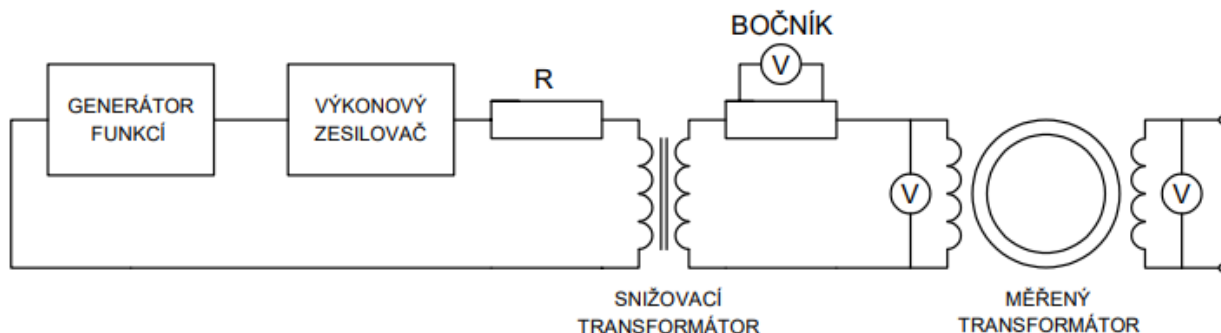 BOČNÍK
V
R
GENERÁTOR
FUNKCÍ
VÝKONOVÝ
ZESILOVAČ
V
V
SNIŽOVACÍ
TRANSFORMÁTOR
MĚŘENÝ
TRANSFORMÁTOR